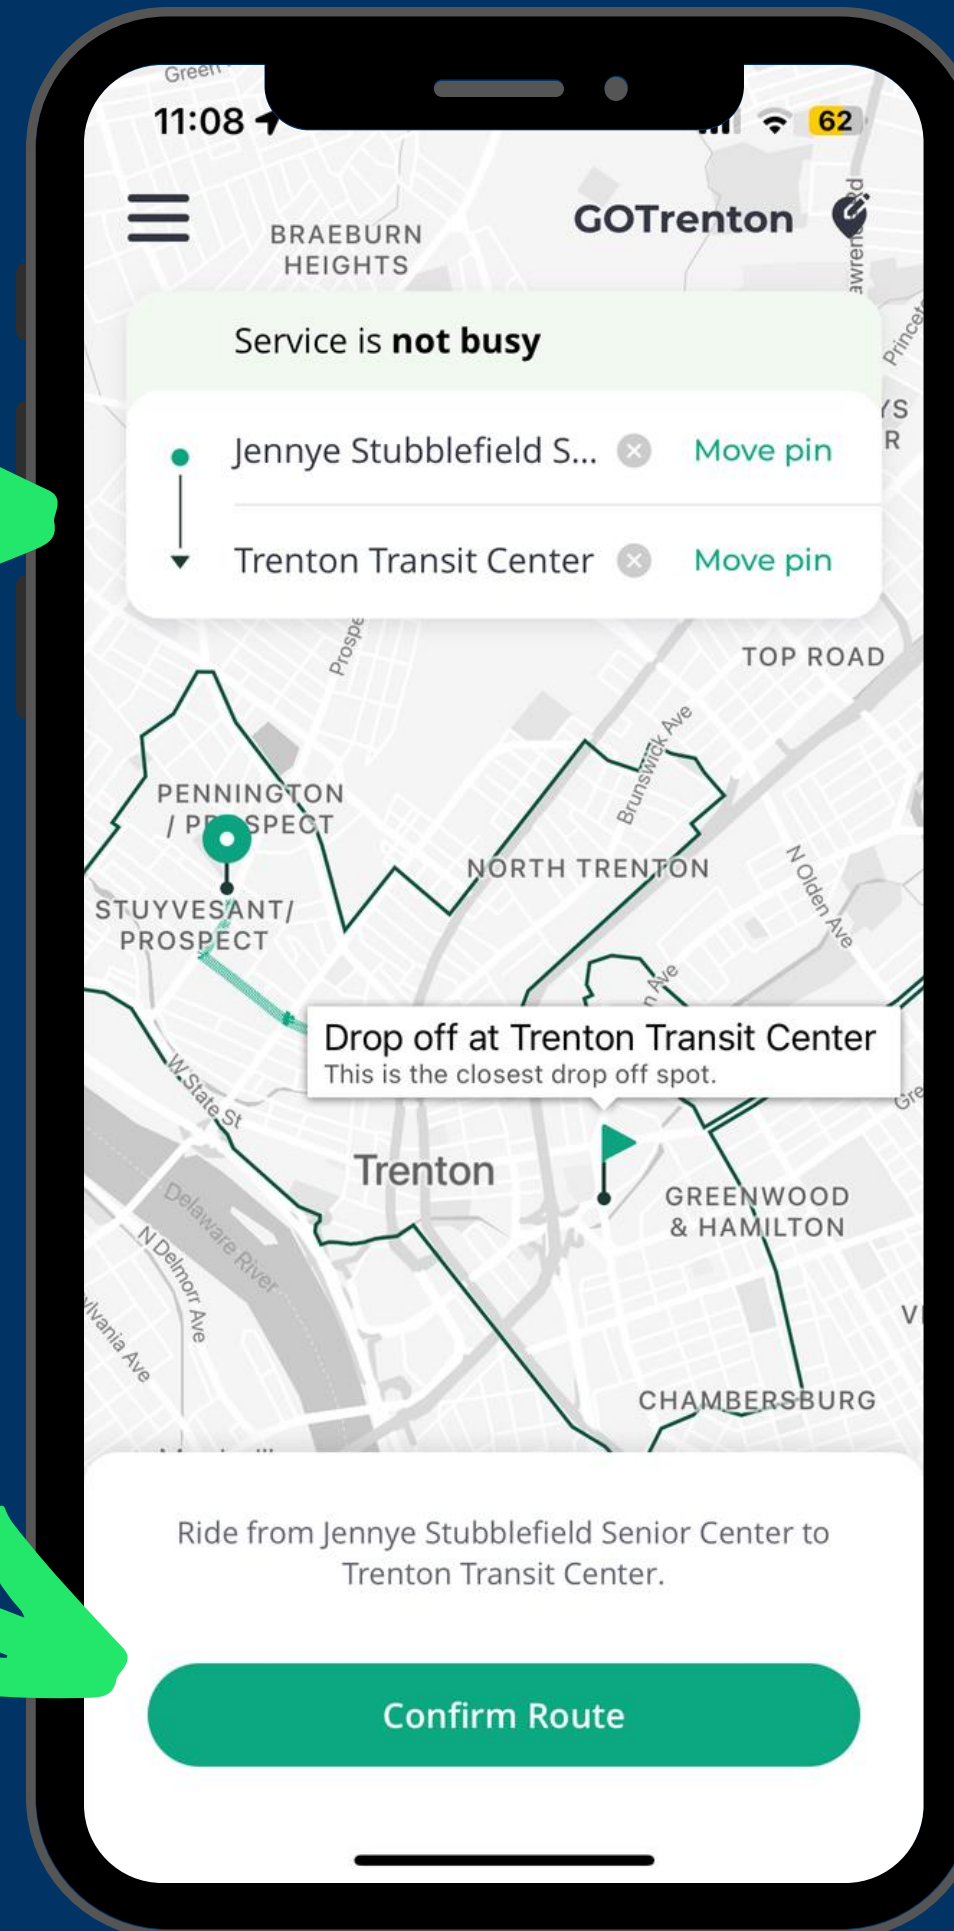 Green
11:08
62
BRAEBURN
HEIGHTS
GOTrenton
Service is not busy
Jennye Stubblefield S... Move pin
Trenton Transit Center Move pin
TOP ROAD
Brunswick Ave
PENNINGTON
NORTH TRENTON
N Olden Ave
STUYVESANT/
PROSPECT
Ave
Drop off at Trenton Transit Center
This is the closest drop off spot.
W State St
Trenton
Delaware River
GREENWOOD
& HAMILTON
N Delmorr Ave
Ave
CHAMBERSBURG
Ride from Jennye Stubblefield Senior Center to
Trenton Transit Center.
Confirm Route